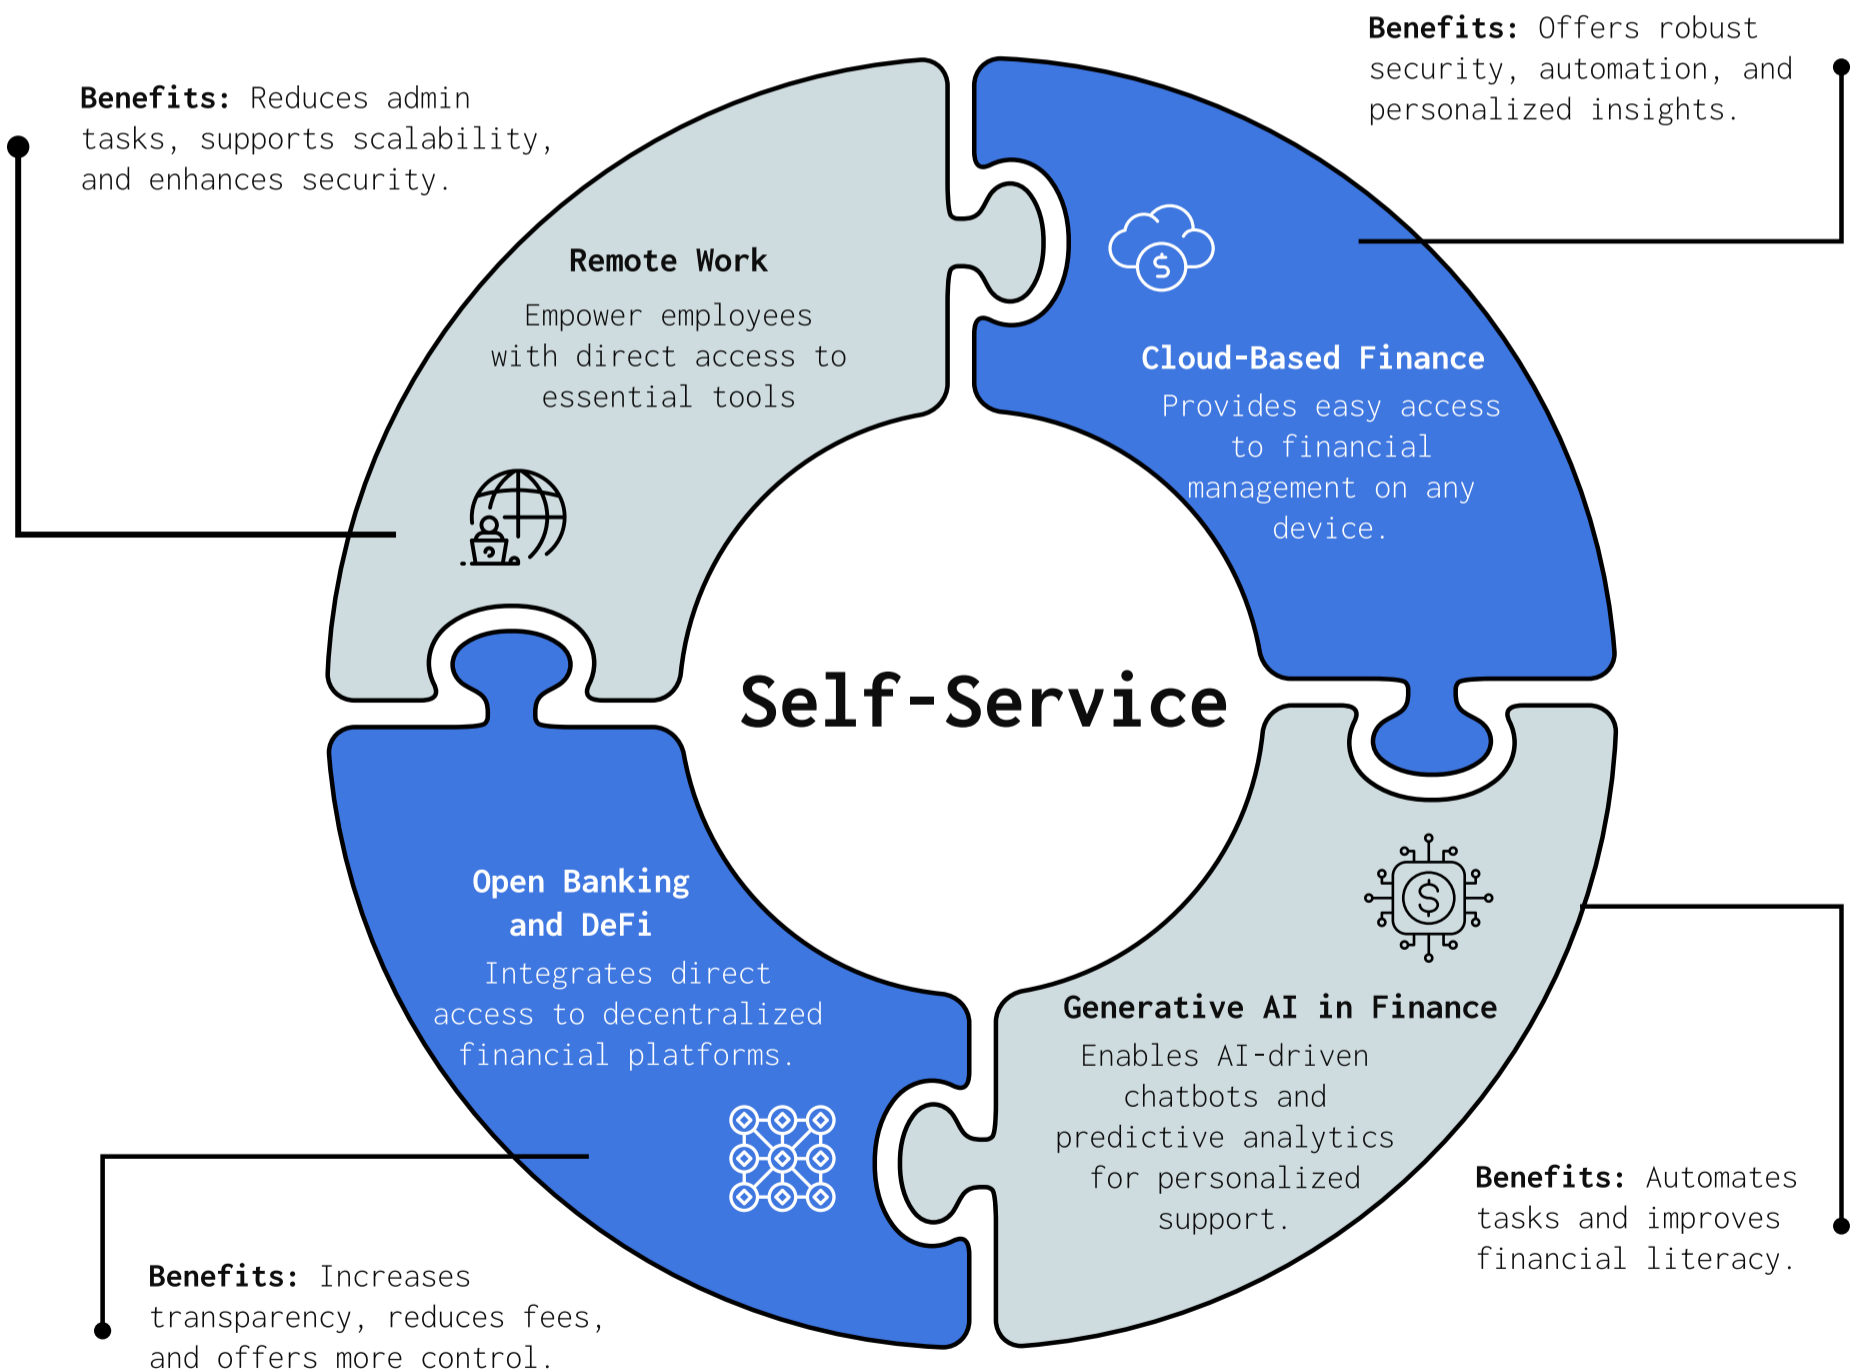 Benefits: Reduces admin
tasks, supports scalability,
and enhances security.
Benefits: Offers robust
security, automation, and
personalized insights.
Remote Work
Empower employees
with direct access to
essential tools
Cloud-Based Finance
Provides easy access
to financial
management on any
device.
Self-Service
Open Banking
and DeFi
Integrates direct
access to decentralized
financial platforms.
Generative AI in Finance
Enables AI-driven
chatbots and
predictive analytics
for personalized
support.
Benefits: Increases
transparency, reduces fees,
and offers more control.
Benefits: Automates
tasks and improves
financial literacy.